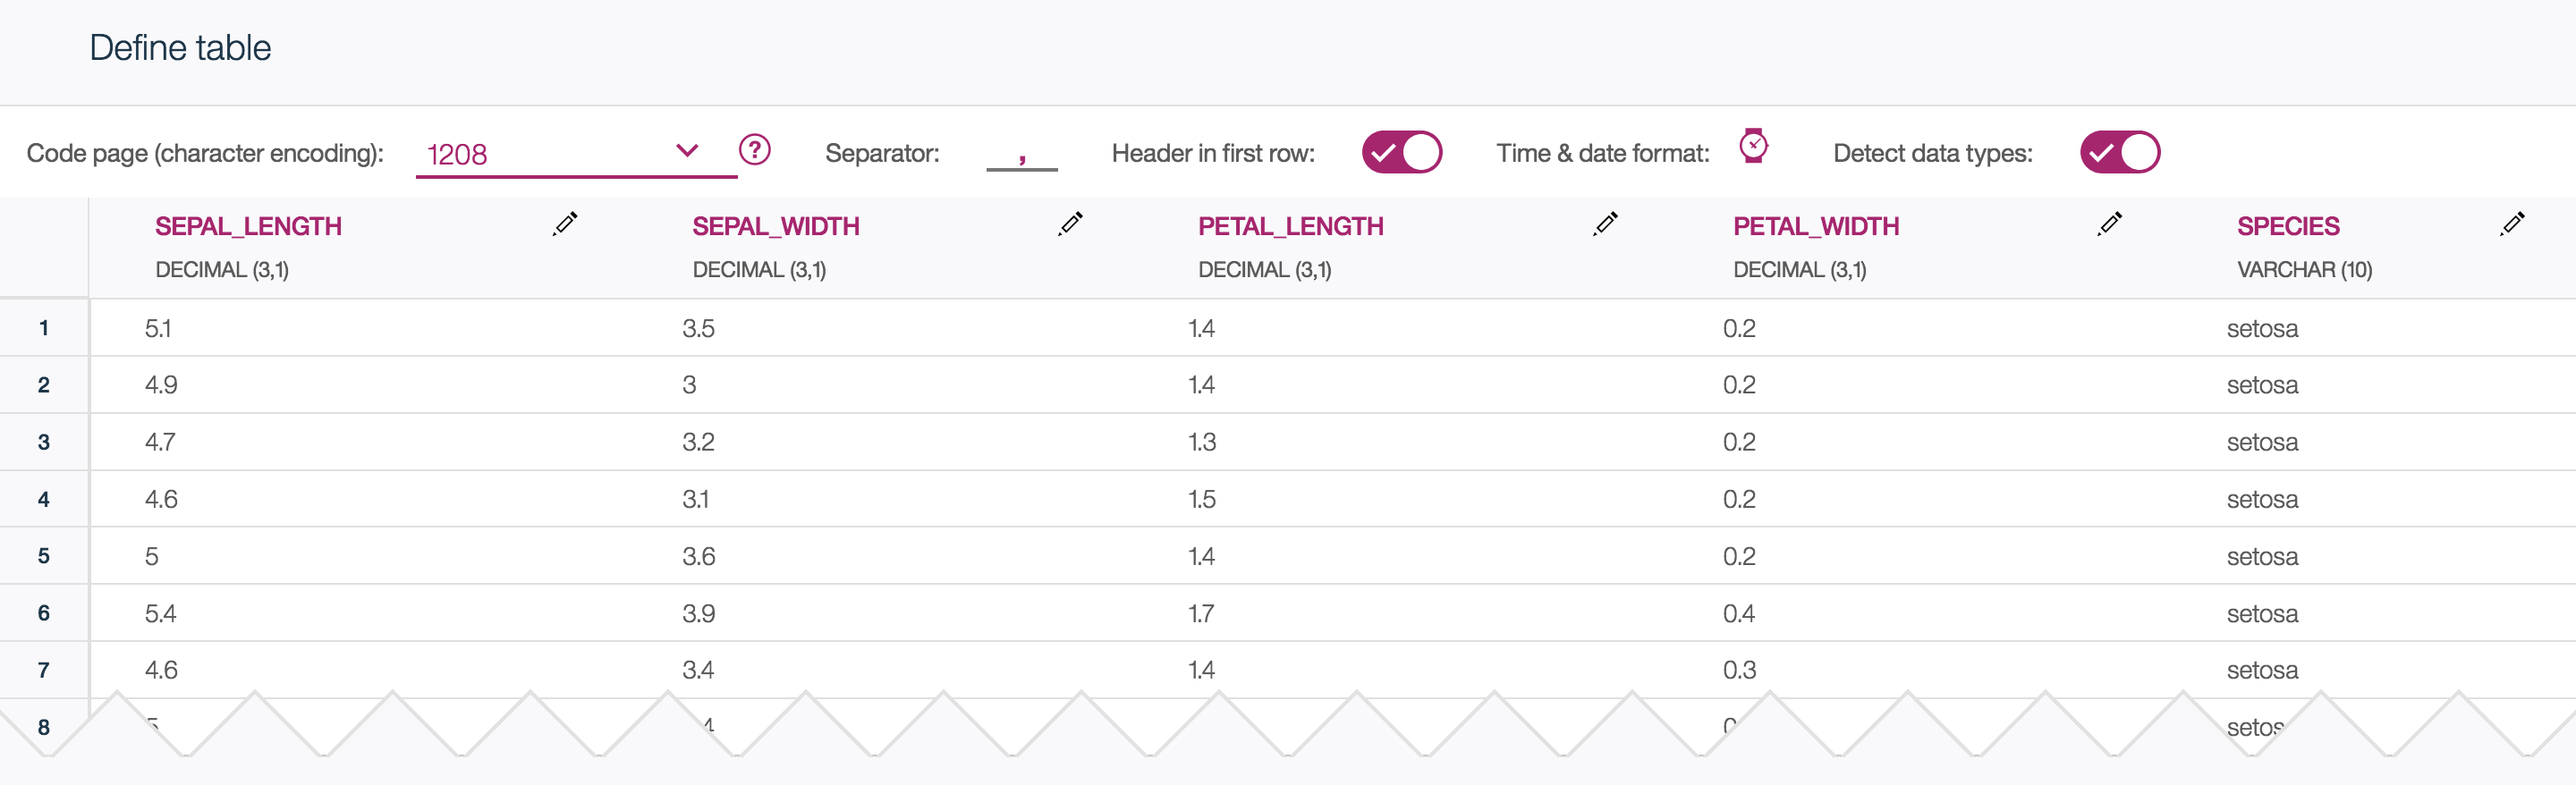 Define table
Code page (character encoding): 1208 ? Separator: , Header in first row: Time & date format: Detect data types:
SEPAL_LENGTH SEPAL_WIDTH PETAL_LENGTH PETAL_WIDTH SPECIES
DECIMAL (3,1) DECIMAL (3,1) DECIMAL (3,1) DECIMAL (3,1) VARCHAR (10)
1 5.1 3.5 1.4 0.2 setosa
2 4.9 3 1.4 0.2 setosa
3 4.7 3.2 1.3 0.2 setosa
4 4.6 3.1 1.5 0.2 setosa
5 5 3.6 1.4 0.2 setosa
6 5.4 3.9 1.7 0.4 setosa
7 4.6 3.4 1.4 0.3 setosa
8